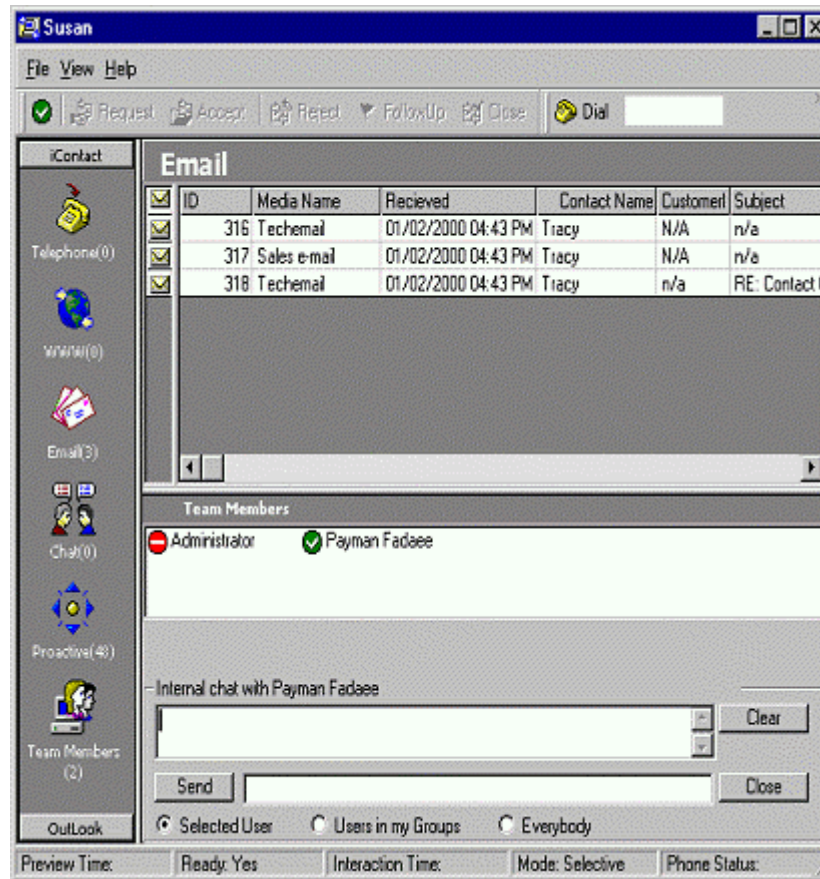 Susan
File View Help
Request Accept Reject FollowUp Close Dial
iContact
Telephone(0)
WWW(0)
Email(3)
Chat(0)
Proactive(48)
Team Members
(2)
OutLook
Email
ID Media Name Recieved Contact Name CustomerI Subject
316 Techemail 01/02/2000 04:43 PM Tracy N/A n/a
317 Sales e-mail 01/02/2000 04:43 PM Tracy N/A n/a
318 Techemail 01/02/2000 04:43 PM Tracy n/a RE: Contact
Team Members
Administrator Payman Fadaee
Internal chat with Payman Fadaee
Clear
Send Close
Selected User Users in my Groups Everybody
Preview Time: Ready: Yes Interaction Time: Mode: Selective Phone Status: